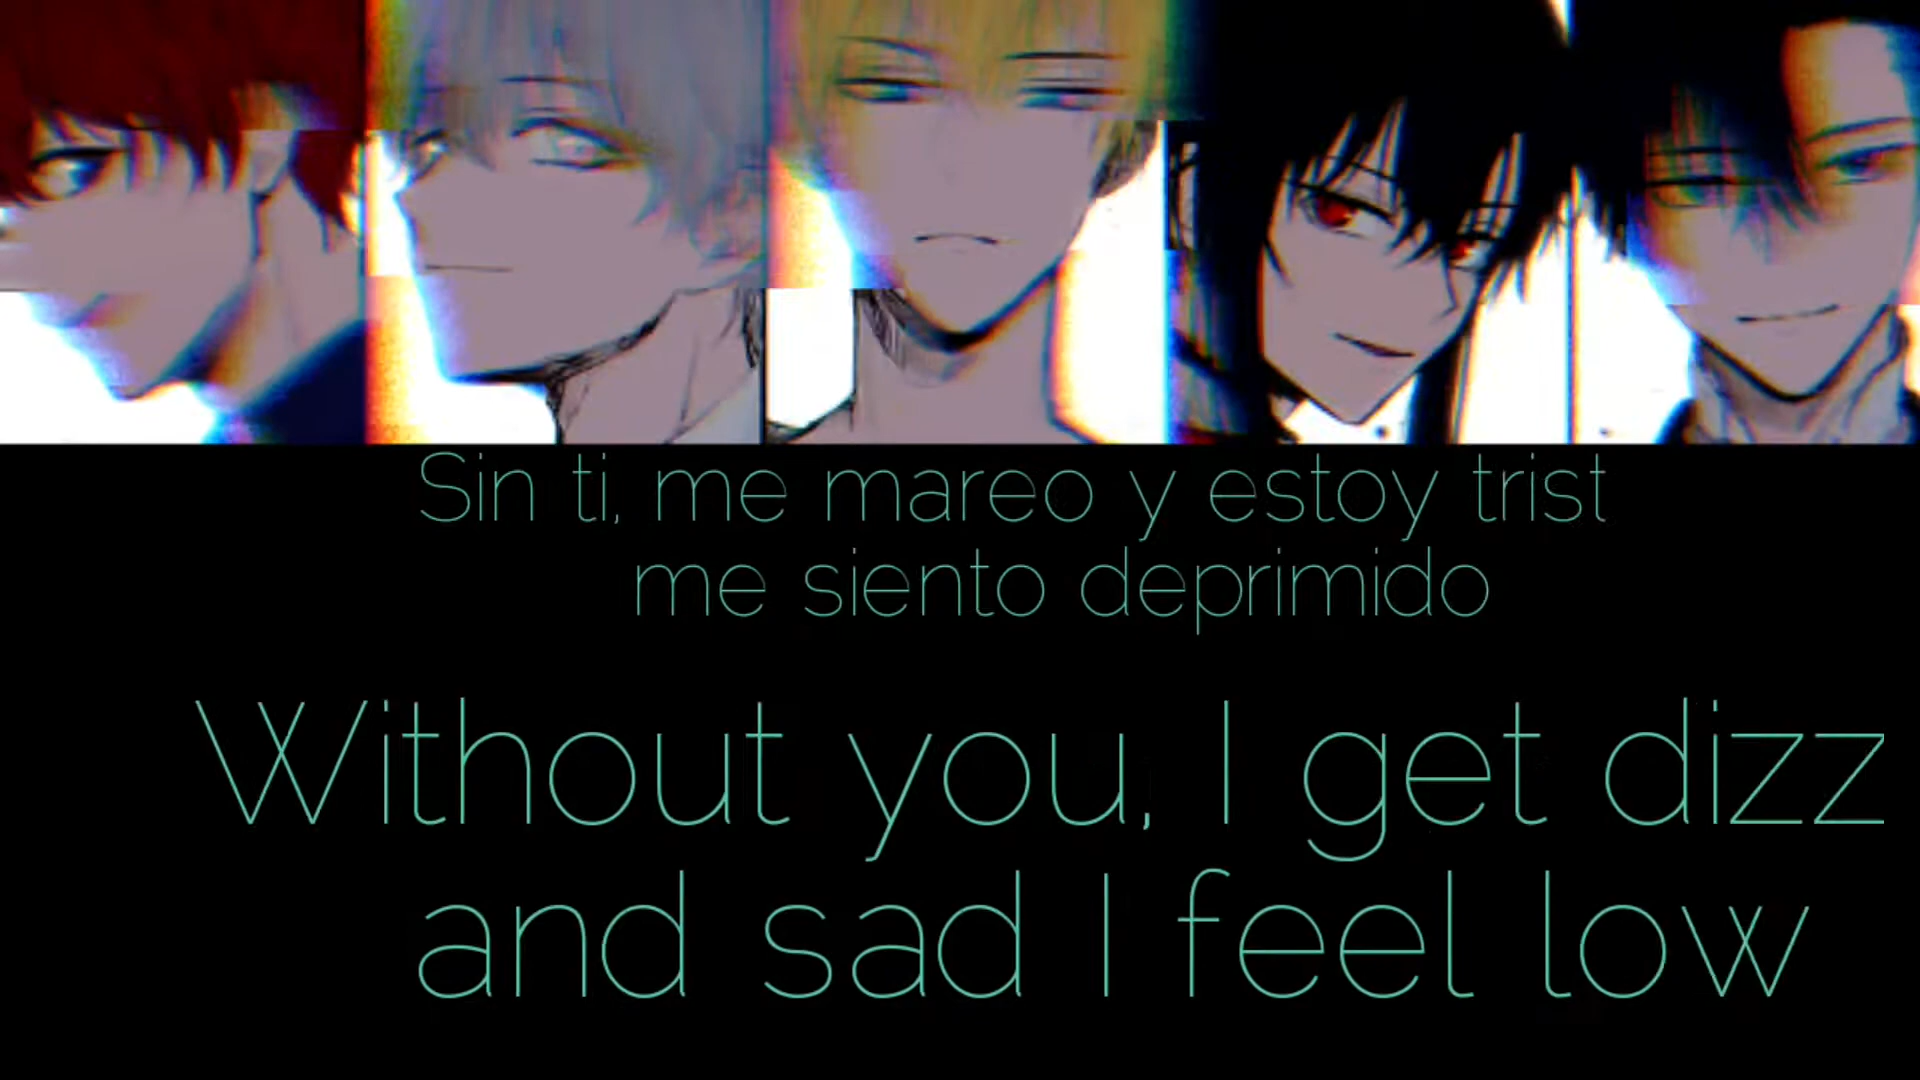 Sin ti, me mareo y estoy trist
me siento deprimido
Without you, I get dizz
and sad I feel low